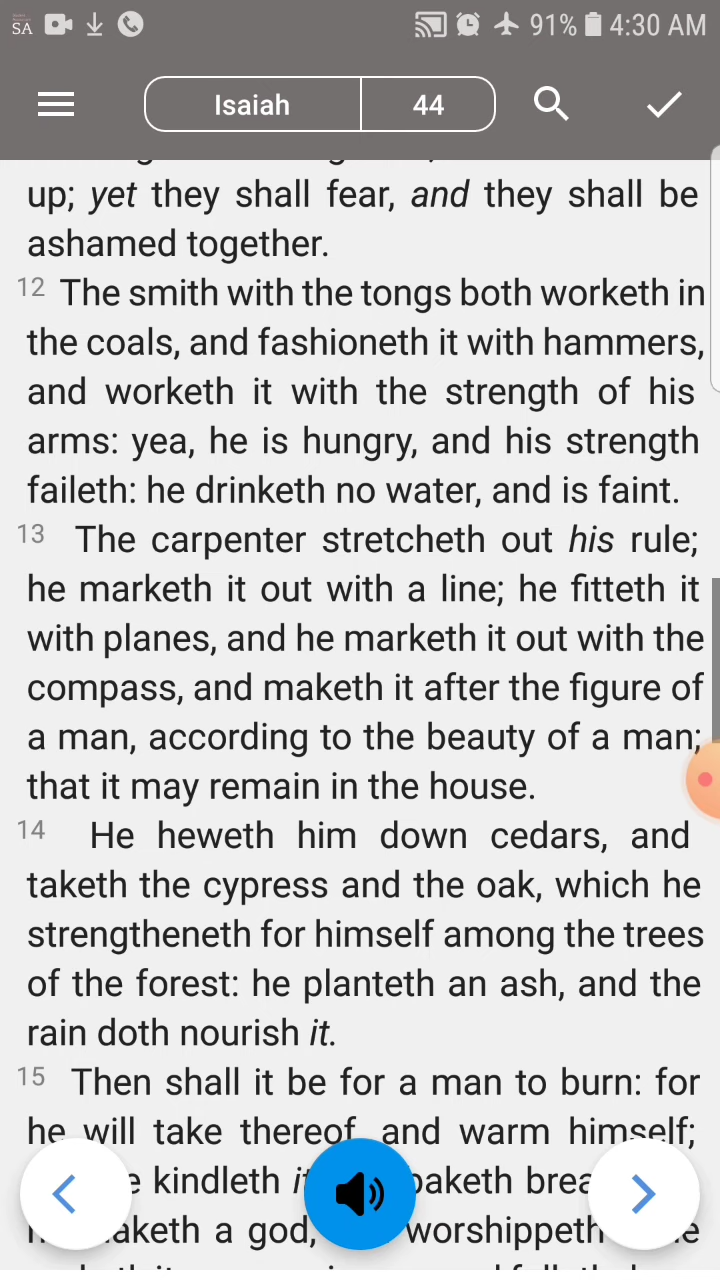 SA 91% 4:30 AM
Isaiah 44
up; yet they shall fear, and they shall be
ashamed together.
12 The smith with the tongs both worketh in
the coals, and fashioneth it with hammers,
and worketh it with the strength of his
arms: yea, he is hungry, and his strength
faileth: he drinketh no water, and is faint.
13 The carpenter stretcheth out his rule;
he marketh it out with a line; he fitteth it
with planes, and he marketh it out with the
compass, and maketh it after the figure of
a man, according to the beauty of a man;
that it may remain in the house.
14 He heweth him down cedars, and
taketh the cypress and the oak, which he
strengtheneth for himself among the trees
of the forest: he planteth an ash, and the
rain doth nourish it.
15 Then shall it be for a man to burn: for
he will take thereof, and warm himself;
kindleth baketh
a god, worshippeth